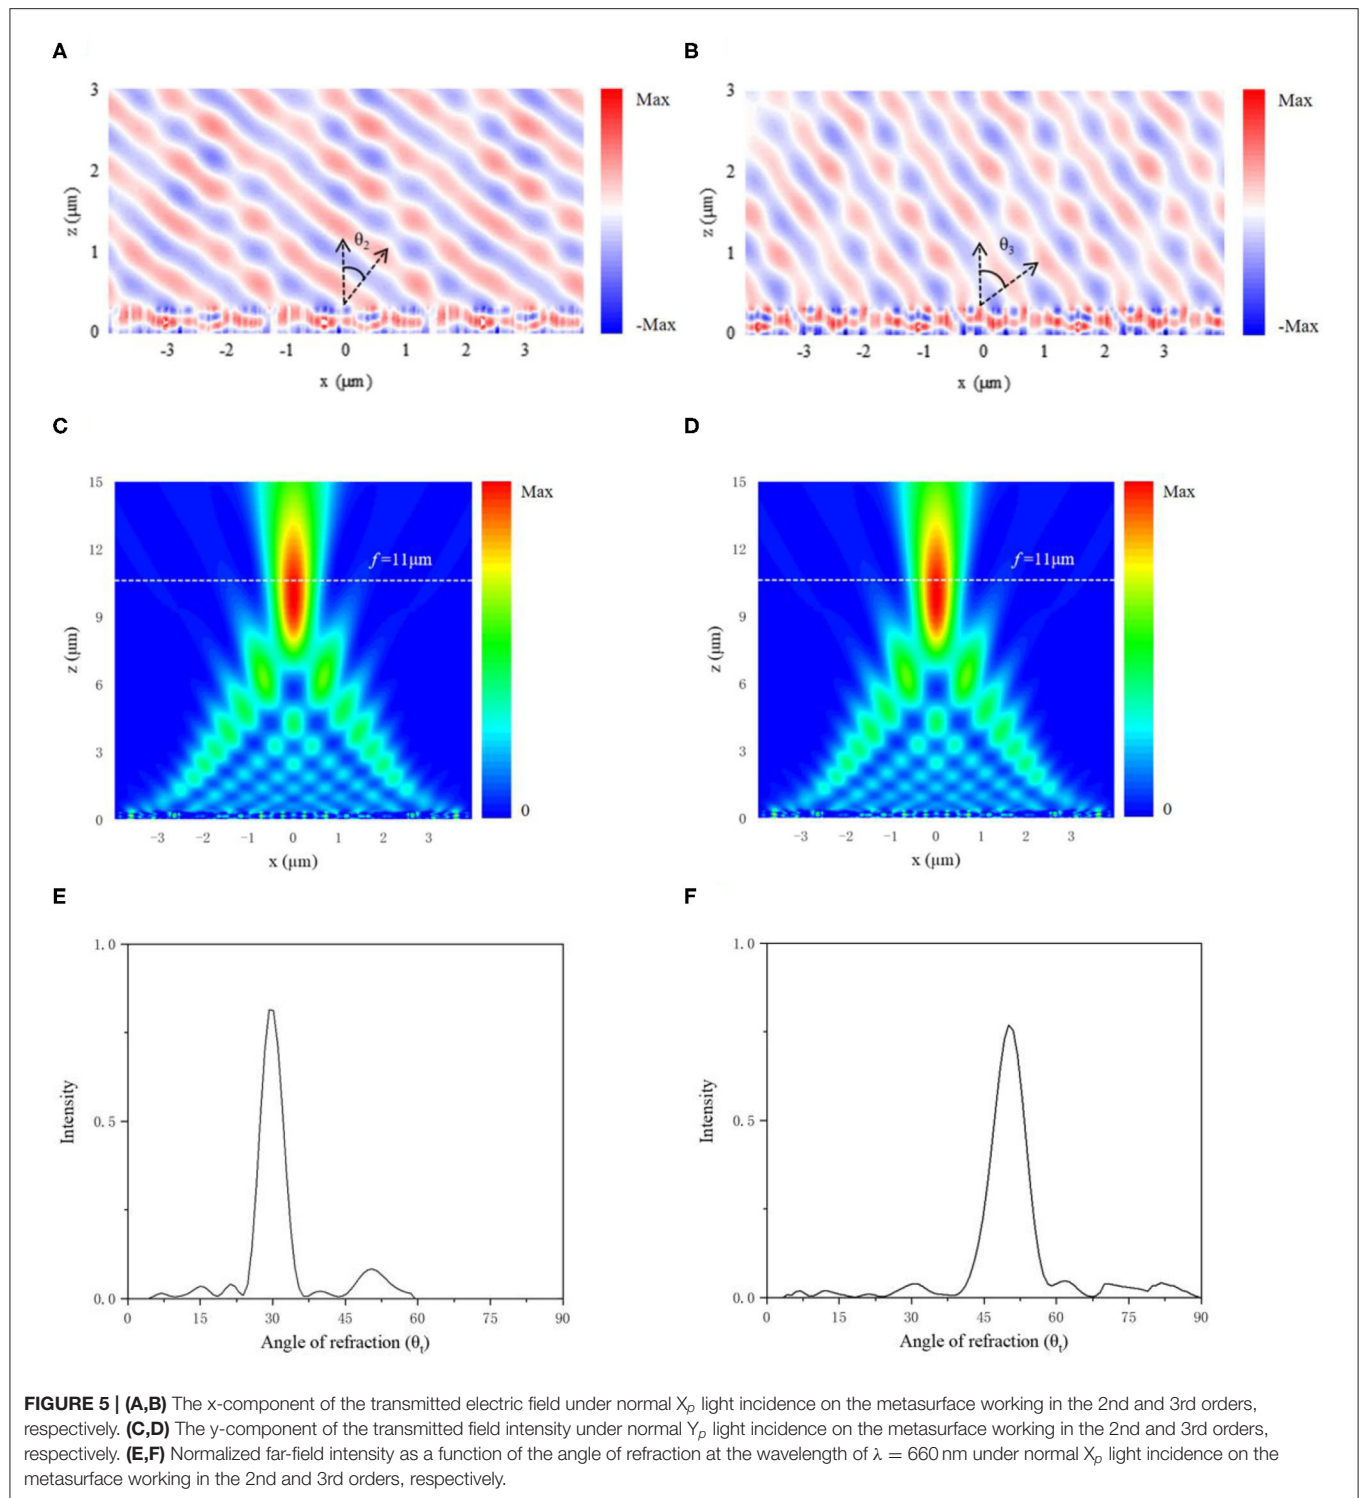 A
B
3
2
1
0
z (μm)
θ2
Max
-Max
-3 -2 -1 0 1 2 3
x (μm)
3
2
1
0
z (μm)
θ3
Max
-Max
-3 -2 -1 0 1 2 3
x (μm)
C
D
15
12
9
6
3
0
z (μm)
f=11μm
Max
0
-3 -2 -1 0 1 2 3
x (μm)
15
12
9
6
3
0
z (μm)
f=11μm
Max
0
-3 -2 -1 0 1 2 3
x (μm)
E
F
1.0
0.5
0.0
Intensity
0 15 30 45 60 75 90
Angle of refraction (θt)
1.0
0.5
0.0
Intensity
0 15 30 45 60 75 90
Angle of refraction (θt)
FIGURE 5 | (A,B) The x-component of the transmitted electric field under normal Xp light incidence on the metasurface working in the 2nd and 3rd orders,
respectively. (C,D) The y-component of the transmitted field intensity under normal Yp light incidence on the metasurface working in the 2nd and 3rd orders,
respectively. (E,F) Normalized far-field intensity as a function of the angle of refraction at the wavelength of λ = 660 nm under normal Xp light incidence on the
metasurface working in the 2nd and 3rd orders, respectively.